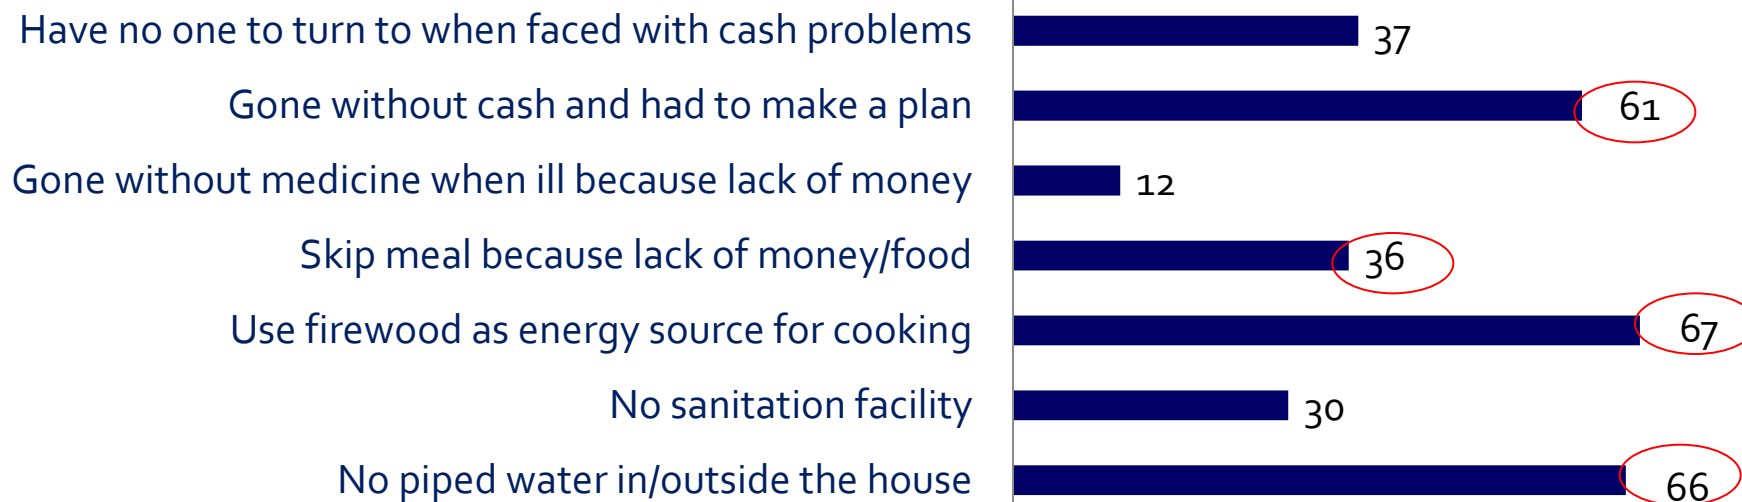 Have no one to turn to when faced with cash problems 37
Gone without cash and had to make a plan 61
Gone without medicine when ill because lack of money 12
Skip meal because lack of money/food 36
Use firewood as energy source for cooking 67
No sanitation facility 30
No piped water in/outside the house 66